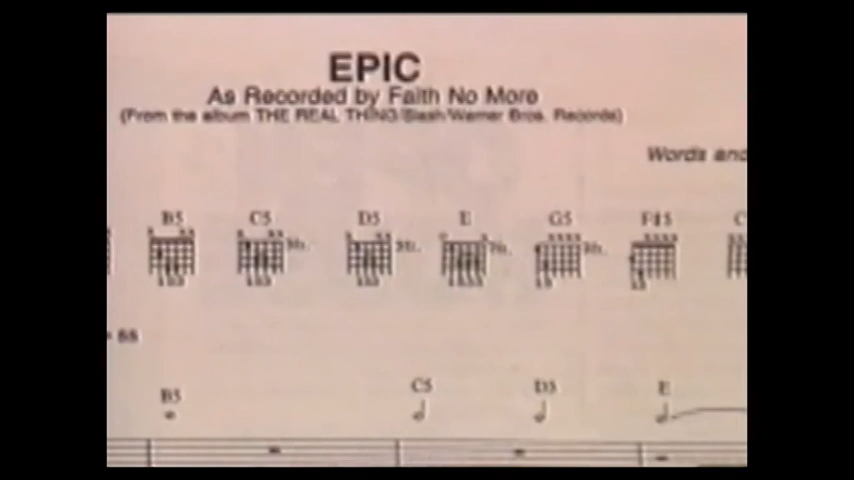 EPIC
As Recorded by Faith No More
(From the album THE REAL THING/Slash/Warner Bros. Records)
Words and
B5 C5 D5 E G5 F#5 C
= 88
B5 C5 D5 E